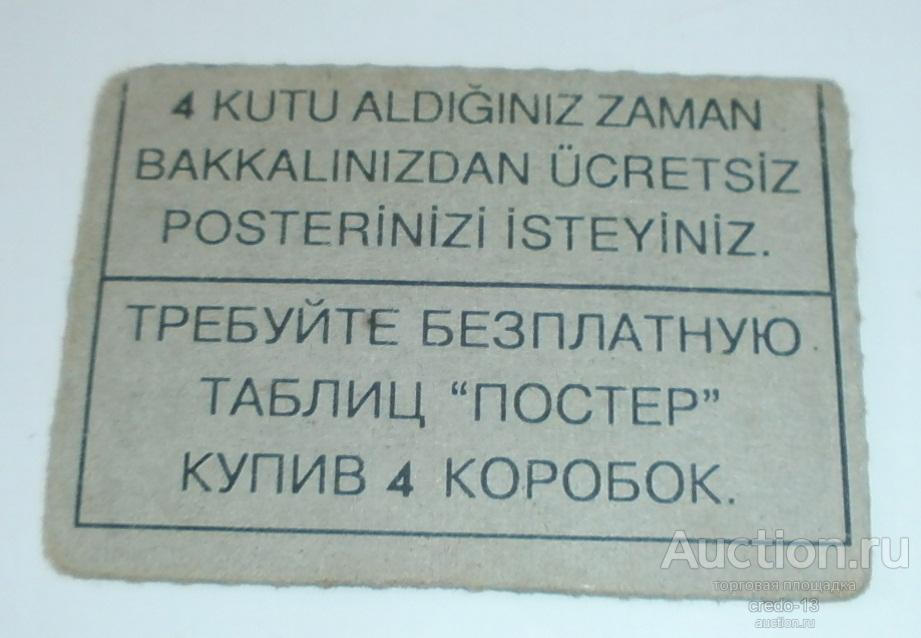 4 KUTU ALDIĞINIZ ZAMAN
BAKKALINIZDAN ÜCRETSİZ
POSTERİNİZİ İSTEYİNİZ.
ТРЕБУЙТЕ БЕЗПЛАТНУЮ
ТАБЛИЦ “ПОСТЕР”
КУПИВ 4 КОРОБОК.
Auction.ru
торговая площадка
credo-13
auction.ru